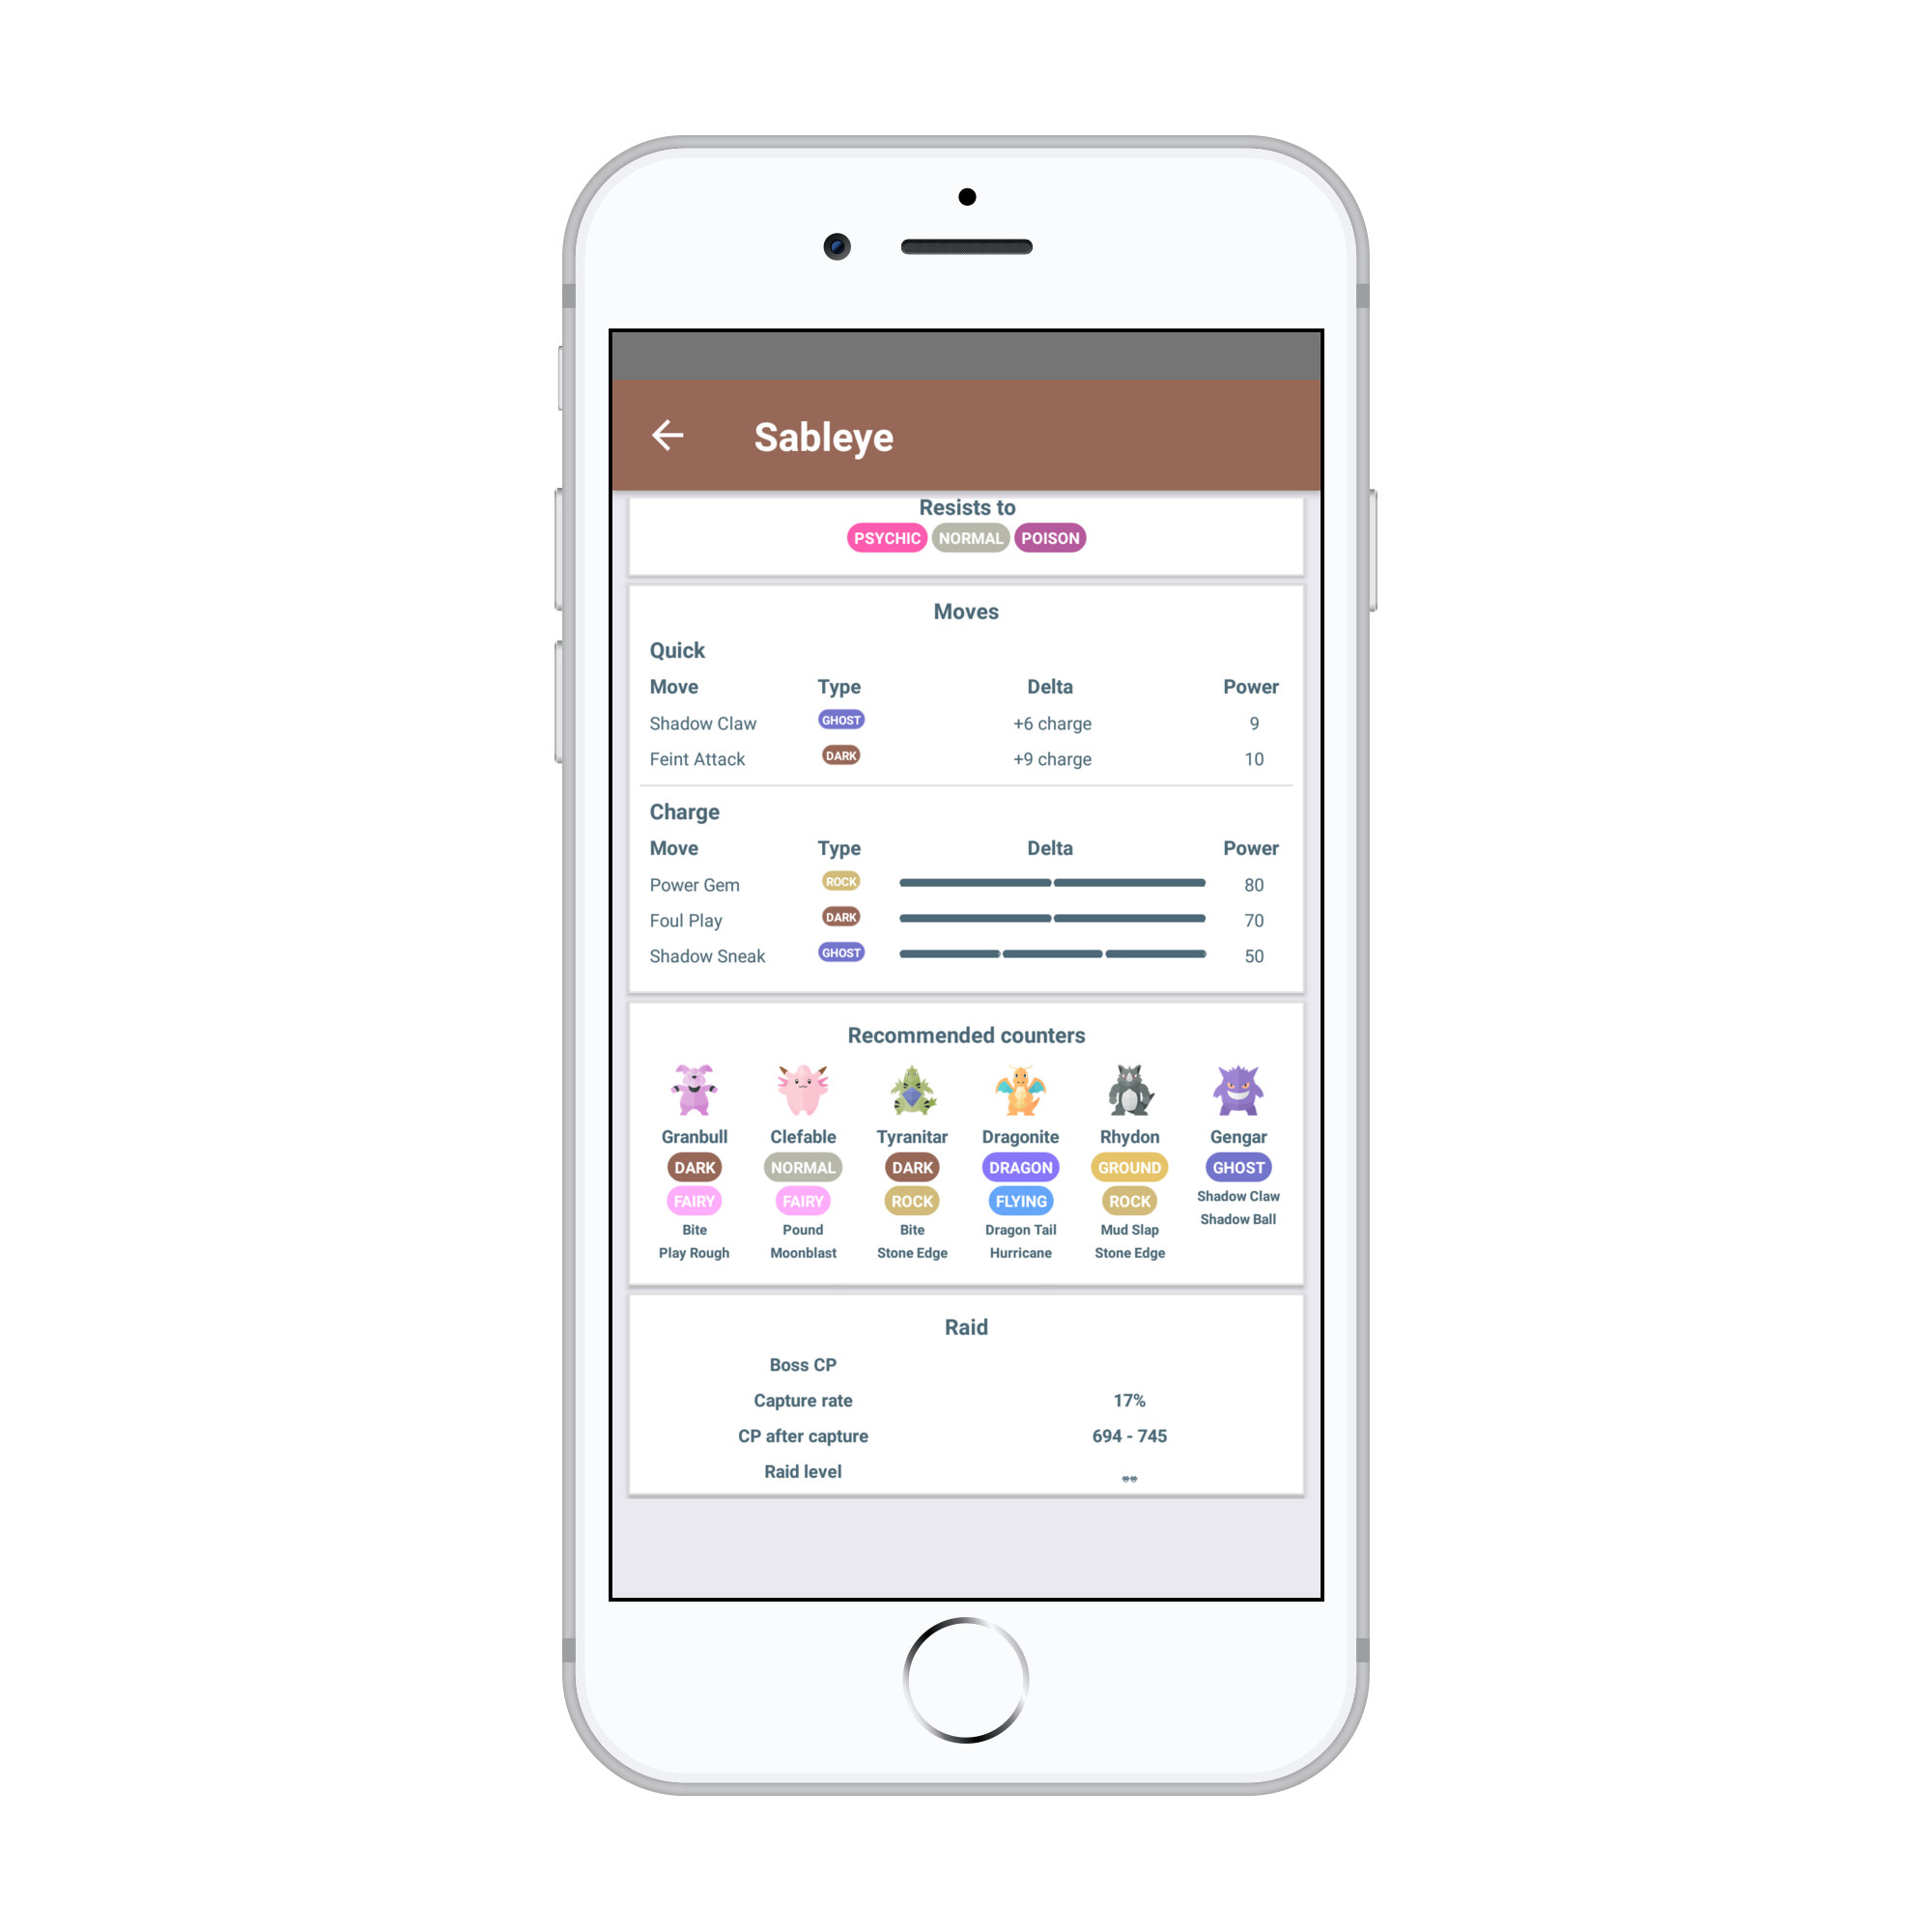 Sableye
Resists to
PSYCHIC NORMAL POISON
Moves
Quick
Move Type Delta Power
Shadow Claw GHOST +6 charge 9
Feint Attack DARK +9 charge 10
Charge
Move Type Delta Power
Power Gem ROCK 80
Foul Play DARK 70
Shadow Sneak GHOST 50
Recommended counters
Granbull Clefable Tyranitar Dragonite Rhydon Gengar
DARK NORMAL DARK DRAGON GROUND GHOST
FAIRY FAIRY ROCK FLYING ROCK Shadow Claw
Bite Pound Bite Dragon Tail Mud Slap Shadow Ball
Play Rough Moonblast Stone Edge Hurricane Stone Edge
Raid
Boss CP
Capture rate 17%
CP after capture 694 - 745
Raid level